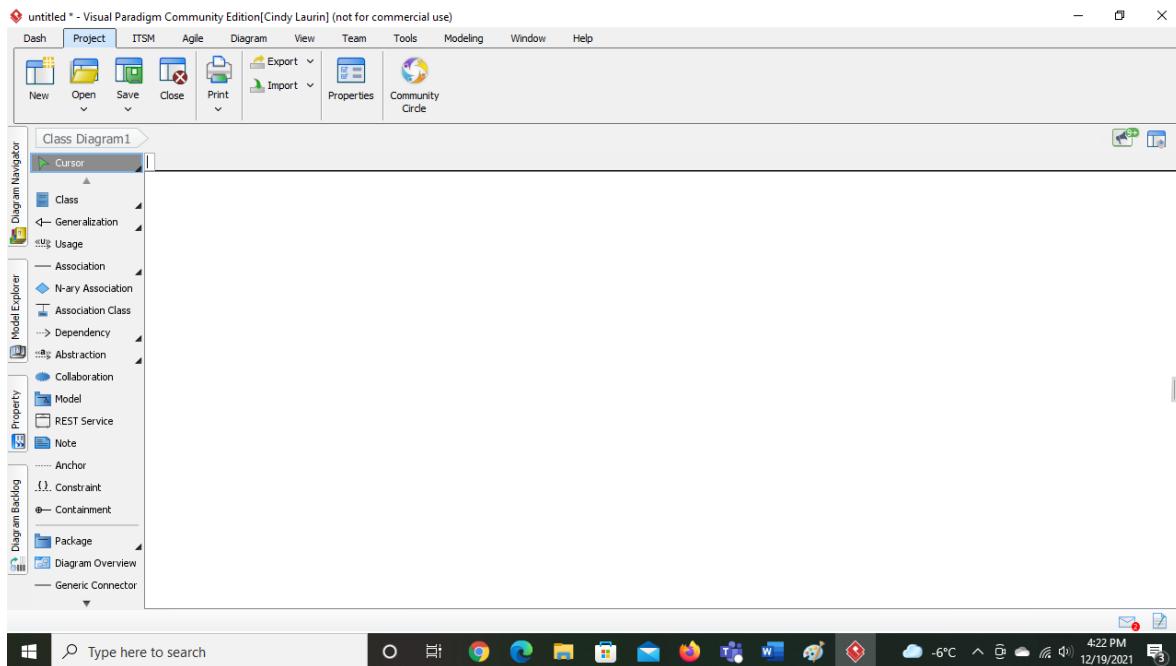 untitled * - Visual Paradigm Community Edition[Cindy Laurin] (not for commercial use)
Dash Project ITSM Agile Diagram View Team Tools Modeling Window Help
Export
Import
New Open Save Close Print Properties Community
Circle
Class Diagram1
9+
Cursor
Class
Generalization
Usage
Association
N-ary Association
Association Class
Dependency
Abstraction
Collaboration
Model
REST Service
Note
Anchor
Constraint
Containment
Package
Diagram Overview
Generic Connector
Diagram Navigator
Model Explorer
Property
Diagram Backlog
2
Type here to search
-6°C
4:22 PM
12/19/2021
3